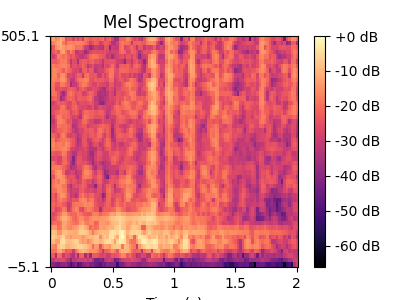 Mel Spectrogram
505.1
−5.1
0
0.5
1
1.5
2
+0 dB
-10 dB
-20 dB
-30 dB
-40 dB
-50 dB
-60 dB